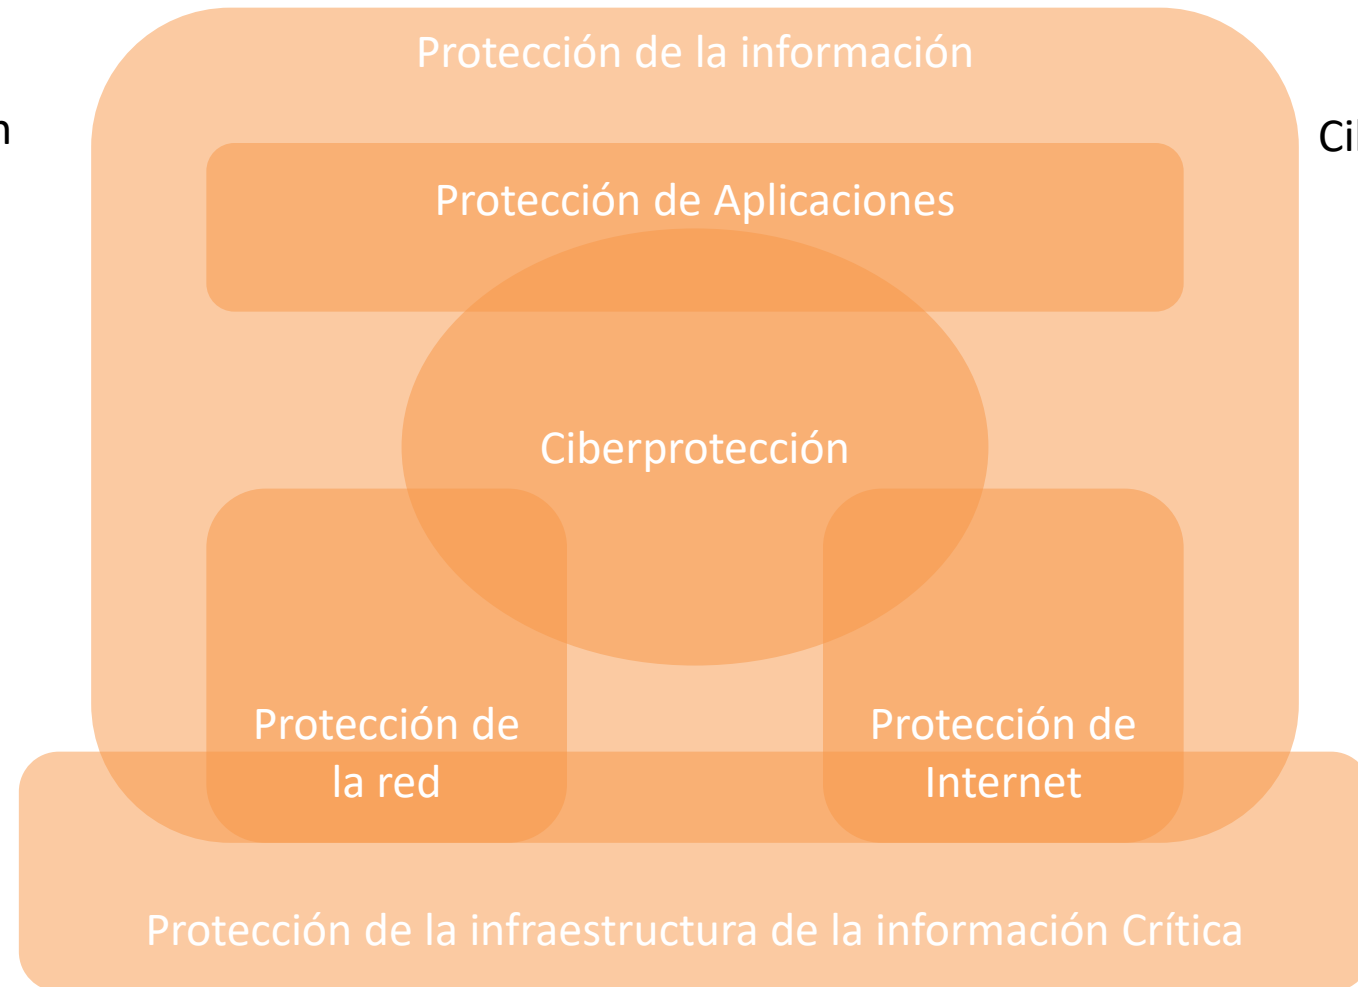 Protección de la información
Protección de Aplicaciones
Ciberprotección
Protección de
la red
Protección de
Internet
Protección de la infraestructura de la información Crítica